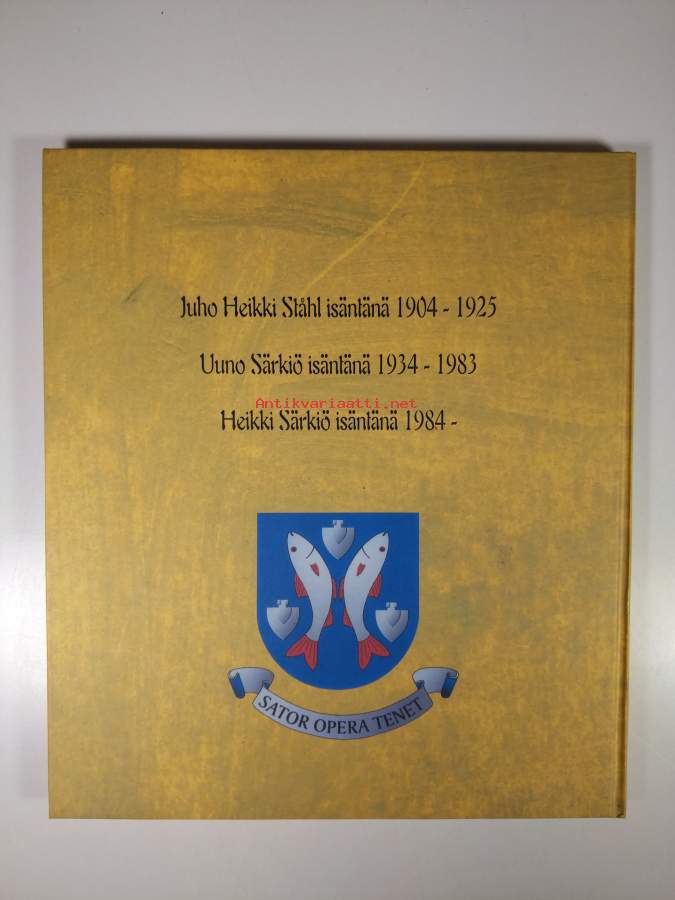 Juho Heikki Ståhl isäntänä 1904 - 1925
Uuno Särkiö isäntänä 1934 - 1983
Antikvariaatti.net
Heikki Särkiö isäntänä 1984 -
SATOR OPERA TENET